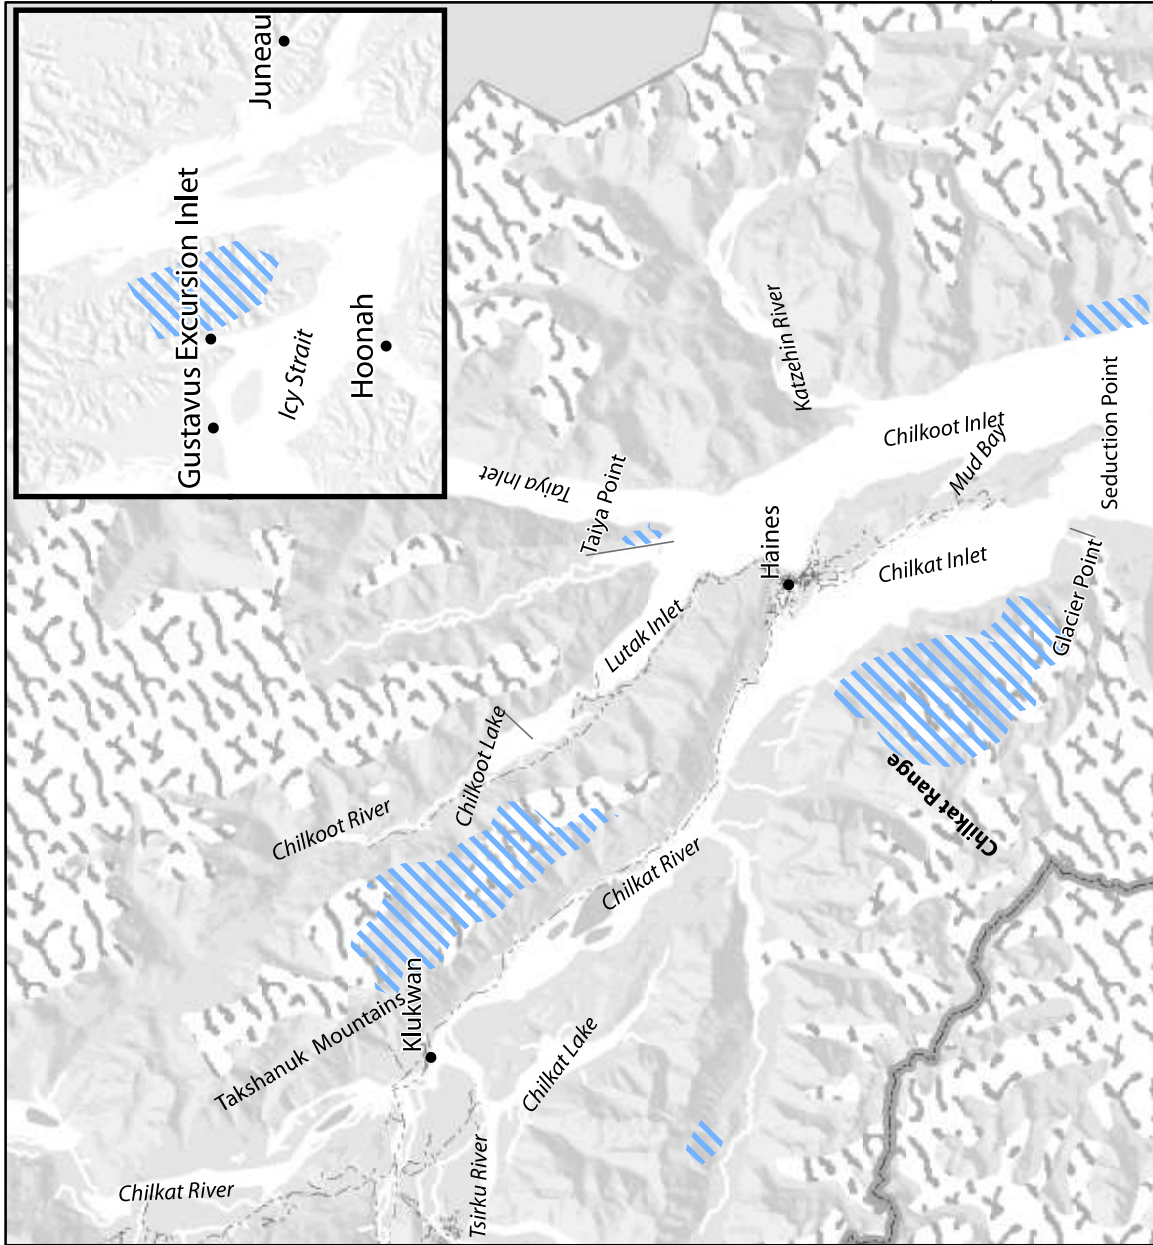 Juneau
Gustavus
Excursion Inlet
Icy Strait
Hoonah
Katzehin River
Chilkoot Inlet
Mud Bay
Seduction Point
Taiya Inlet
Taiya Point
Haines
Chilkat Inlet
Glacier Point
Lutak Inlet
Chilkoot Lake
Chilkoot River
Chilkat Range
Chilkat River
Takshanuk Mountains
Klukwan
Chilkat Lake
Chilkat River
Tsirku River